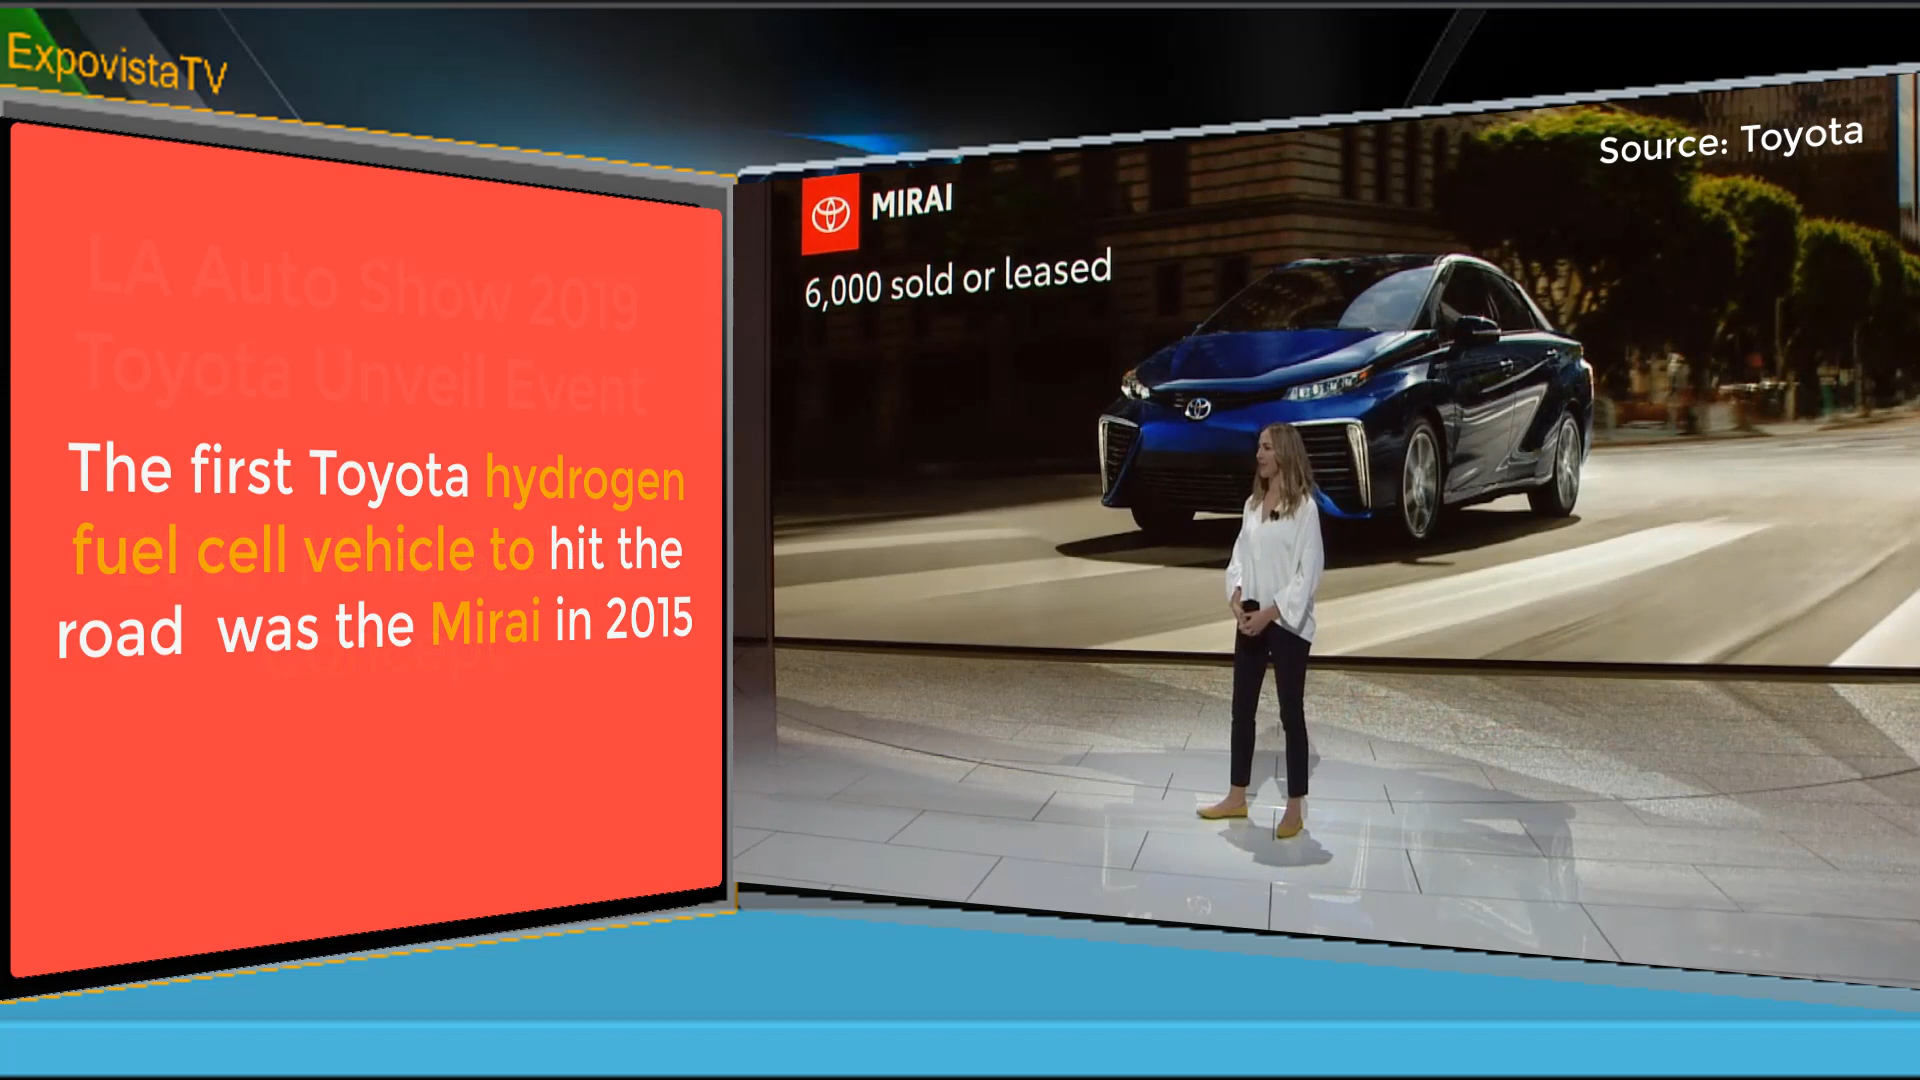 ExpovistaTV
LA Auto Show 2019
Toyota Unveil Event
The first Toyota hydrogen
fuel cell vehicle to hit the
road was the Mirai in 2015
concept
Source: Toyota
MIRAI
6,000 sold or leased